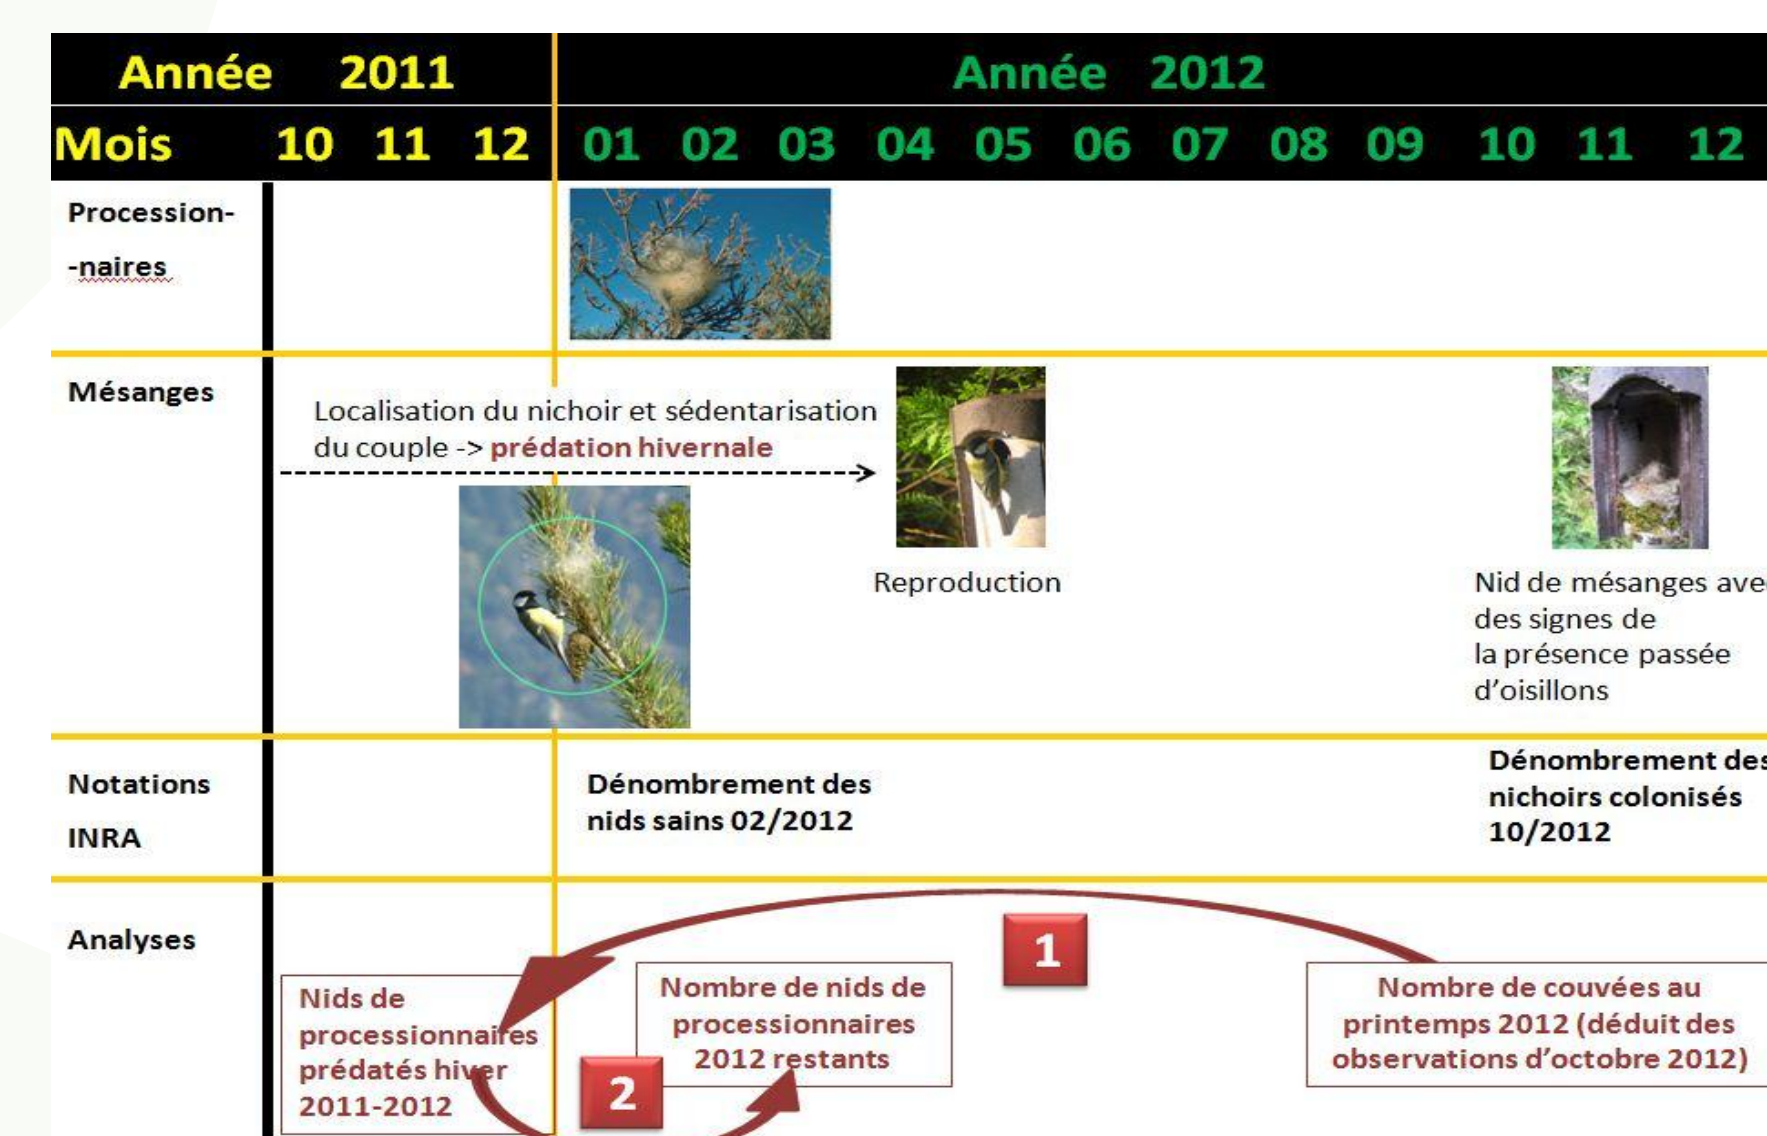 Année 2011
Année 2012
Mois 10 11 12 01 02 03 04 05 06 07 08 09 10 11 12
Procession-
-naires
Mésanges
Localisation du nichoir et sédentarisation
du couple -> prédation hivernale
Reproduction
Nid de mésanges ave
des signes de
la présence passée
d'oisillons
Notations
INRA
Dénombrement des
nids sains 02/2012
Dénombrement des
nichoirs colonisés
10/2012
Analyses
1
Nids de
processionnaires
prédatés hiver
2011-2012
2
Nombre de nids de
processionnaires
2012 restants
Nombre de couvées au
printemps 2012 (déduit des
observations d'octobre 2012)